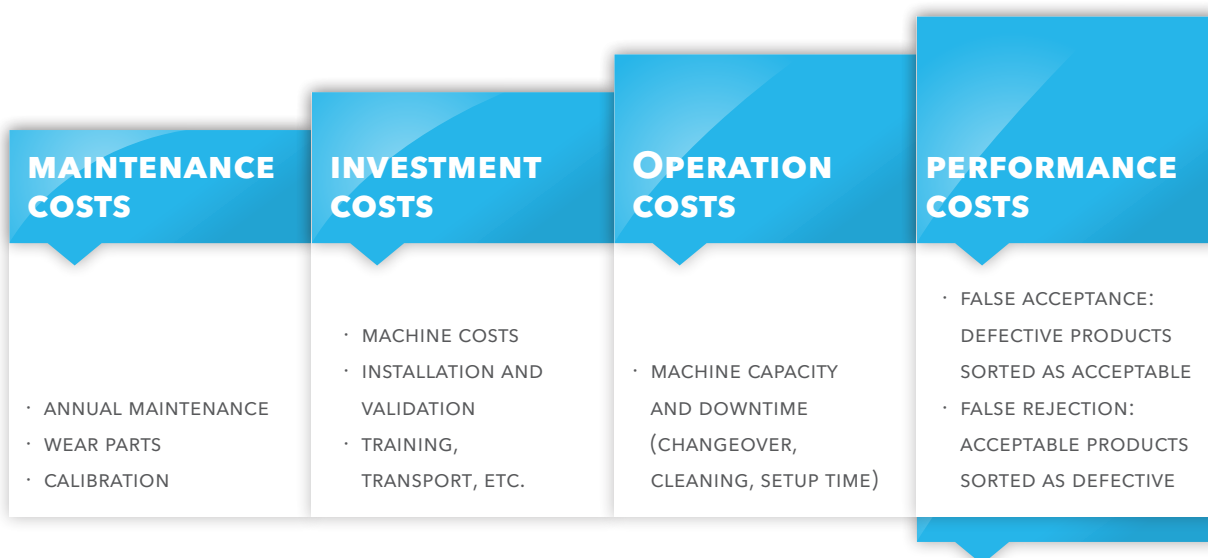 MAINTENANCE
COSTS
· ANNUAL MAINTENANCE
· WEAR PARTS
· CALIBRATION
INVESTMENT
COSTS
· MACHINE COSTS
· INSTALLATION AND
VALIDATION
· TRAINING,
TRANSPORT, ETC.
OPERATION
COSTS
· MACHINE CAPACITY
AND DOWNTIME
(CHANGEOVER,
CLEANING, SETUP TIME)
PERFORMANCE
COSTS
· FALSE ACCEPTANCE:
DEFECTIVE PRODUCTS
SORTED AS ACCEPTABLE
· FALSE REJECTION:
ACCEPTABLE PRODUCTS
SORTED AS DEFECTIVE